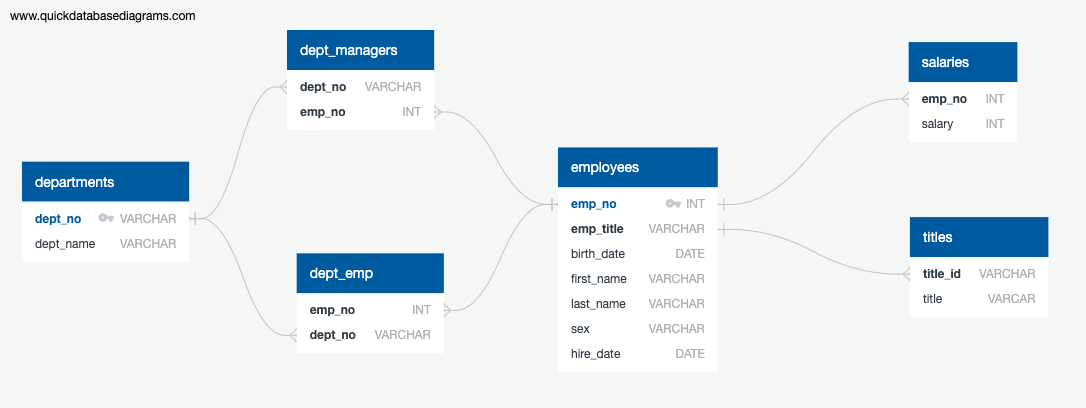 www.quickdatabasediagrams.com
dept_managers
dept_no VARCHAR
emp_no INT
departments
dept_no VARCHAR
dept_name VARCHAR
dept_emp
emp_no INT
dept_no VARCHAR
employees
emp_no INT
emp_title VARCHAR
birth_date DATE
first_name VARCHAR
last_name VARCHAR
sex VARCHAR
hire_date DATE
salaries
emp_no INT
salary INT
titles
title_id VARCHAR
title VARCAR